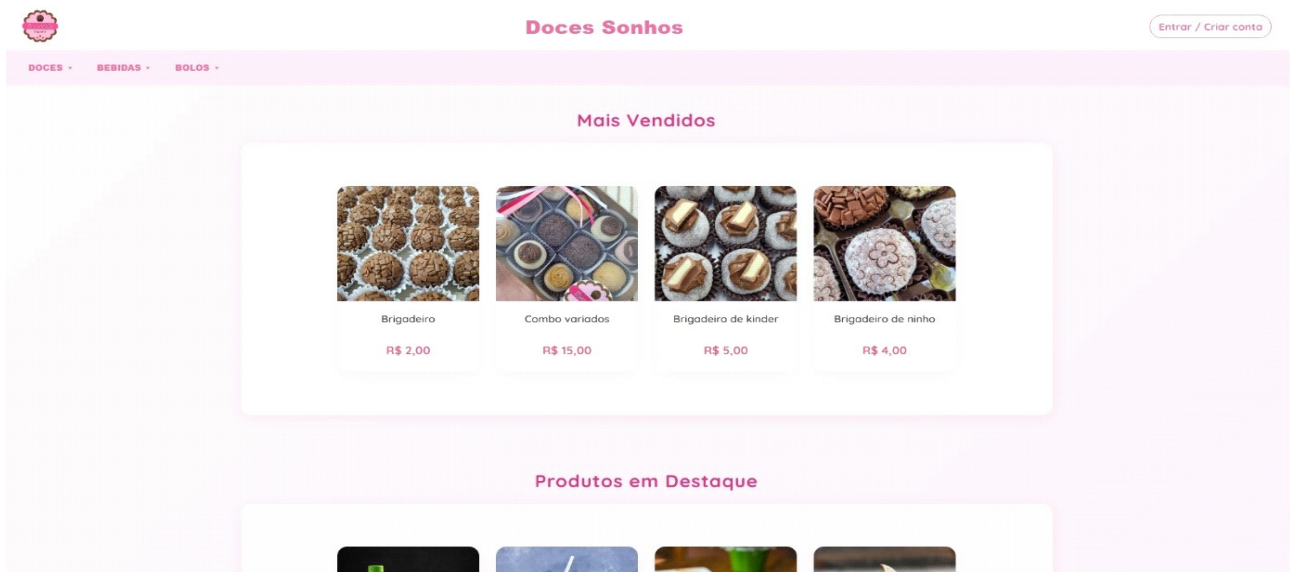 Doces Sonhos
Entrar / Criar conta
DOCES
BEBIDAS
BOLOS
Mais Vendidos
Brigadeiro
Combo variados
Brigadeiro de kinder
Brigadeiro de ninho
R$ 2,00
R$ 15,00
R$ 5,00
R$ 4,00
Produtos em Destaque